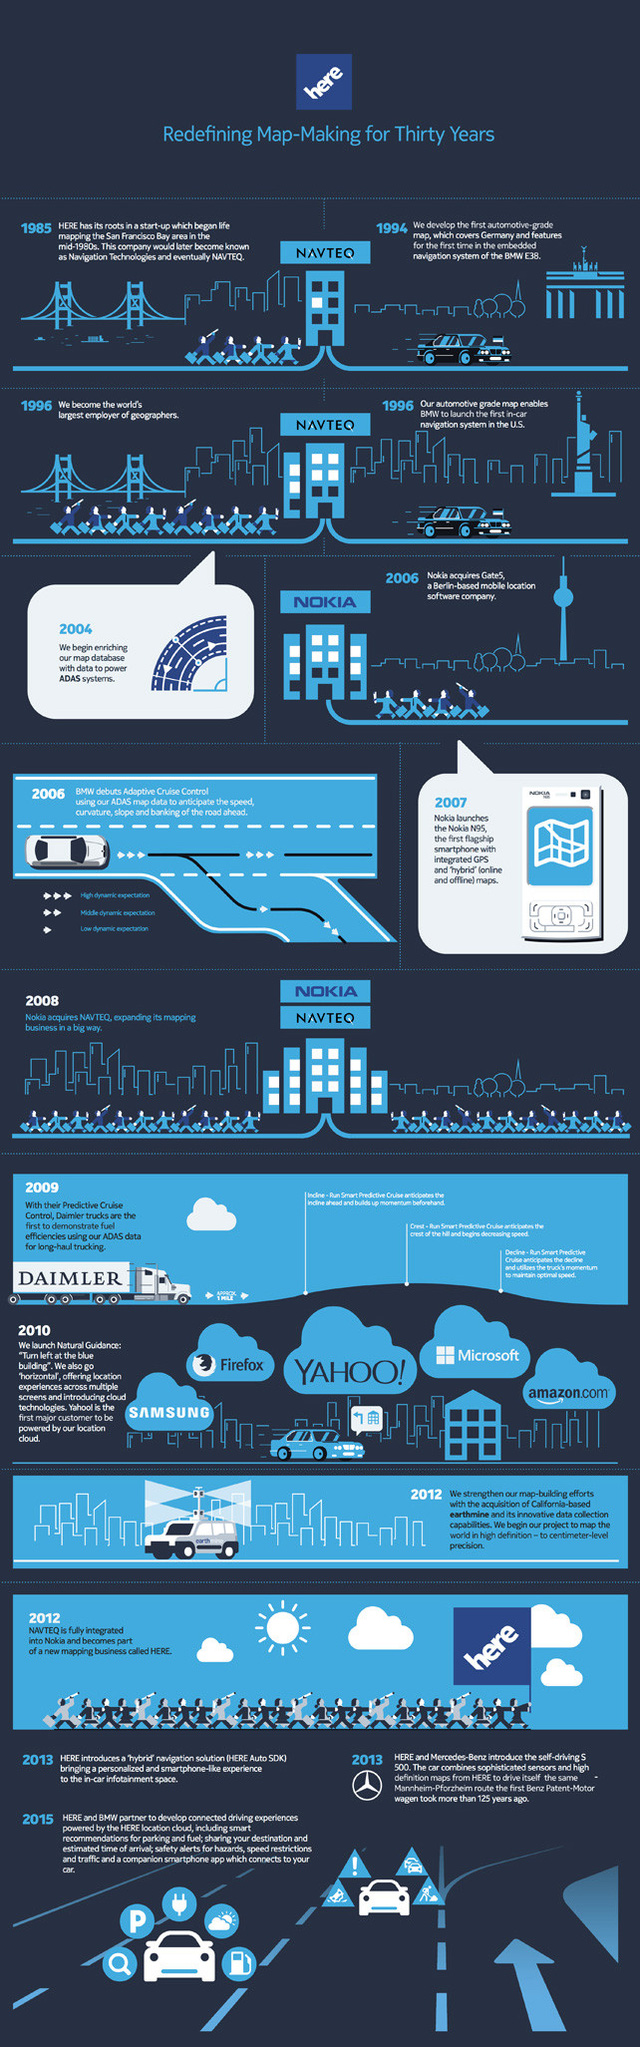 here
Redefining Map-Making for Thirty Years
1985
HERE has its roots in a start-up which began life
mapping the San Francisco Bay area in the
mid-1980s. This company would later become known
as Navigation Technologies and eventually NAVTEQ.
NAVTEQ
1994
We develop the first automotive-grade
map, which covers Germany and features
for the first time in the embedded
navigation system of the BMW E38.
1996
We become the world's
largest employer of geographers.
NAVTEQ
1996
Our automotive grade map enables
BMW to launch the first in-car
navigation system in the U.S.
2004
We begin enriching
our map database
with data to power
ADAS systems.
NOKIA
2006
Nokia acquires Gate5,
a Berlin-based mobile location
software company.
2006
BMW debuts Adaptive Cruise Control
using our ADAS map data to anticipate the speed,
curvature, slope and banking of the road ahead.
High dynamic expectation
Middle dynamic expectation
Low dynamic expectation
2007
Nokia launches
the Nokia N95,
the first flagship
smartphone with
integrated GPS
and 'hybrid' (online
and offline) maps.
NOKIA
2008
Nokia acquires NAVTEQ, expanding its mapping
business in a big way.
NOKIA
NAVTEQ
2009
With their Predictive Cruise
Control, Daimler trucks are the
first to demonstrate fuel
efficiencies using our ADAS data
for long-haul trucking.
DAIMLER
APPROX.
1 MILE
Incline - Run Smart Predictive Cruise anticipates the
incline ahead and builds up momentum beforehand.
Crest - Run Smart Predictive Cruise anticipates the
crest of the hill and begins decreasing speed.
Decline - Run Smart Predictive
Cruise anticipates the decline
and utilizes the truck's momentum
to maintain optimal speed.
2010
We launch Natural Guidance:
"Turn left at the blue
building". We also go
'horizontal', offering location
experiences across multiple
screens and introducing cloud
technologies. Yahoo! is the
first major customer to be
powered by our location
cloud.
SAMSUNG
Firefox
YAHOO!
Microsoft
amazon.com
earth
2012
We strengthen our map-building efforts
with the acquisition of California-based
earthmine and its innovative data collection
capabilities. We begin our project to map the
world in high definition – to centimeter-level
precision.
2012
NAVTEQ is fully integrated
into Nokia and becomes part
of a new mapping business called HERE.
here
2013
HERE introduces a 'hybrid' navigation solution (HERE Auto SDK)
bringing a personalized and smartphone-like experience
to the in-car infotainment space.
2013
HERE and Mercedes-Benz introduce the self-driving S
500. The car combines sophisticated sensors and high
definition maps from HERE to drive itself the same -
Mannheim-Pforzheim route the first Benz Patent-Motor
wagen took more than 125 years ago.
2015
HERE and BMW partner to develop connected driving experiences
powered by the HERE location cloud, including smart
recommendations for parking and fuel; sharing your destination and
estimated time of arrival; safety alerts for hazards, speed restrictions
and traffic and a companion smartphone app which connects to your
car.
P
!